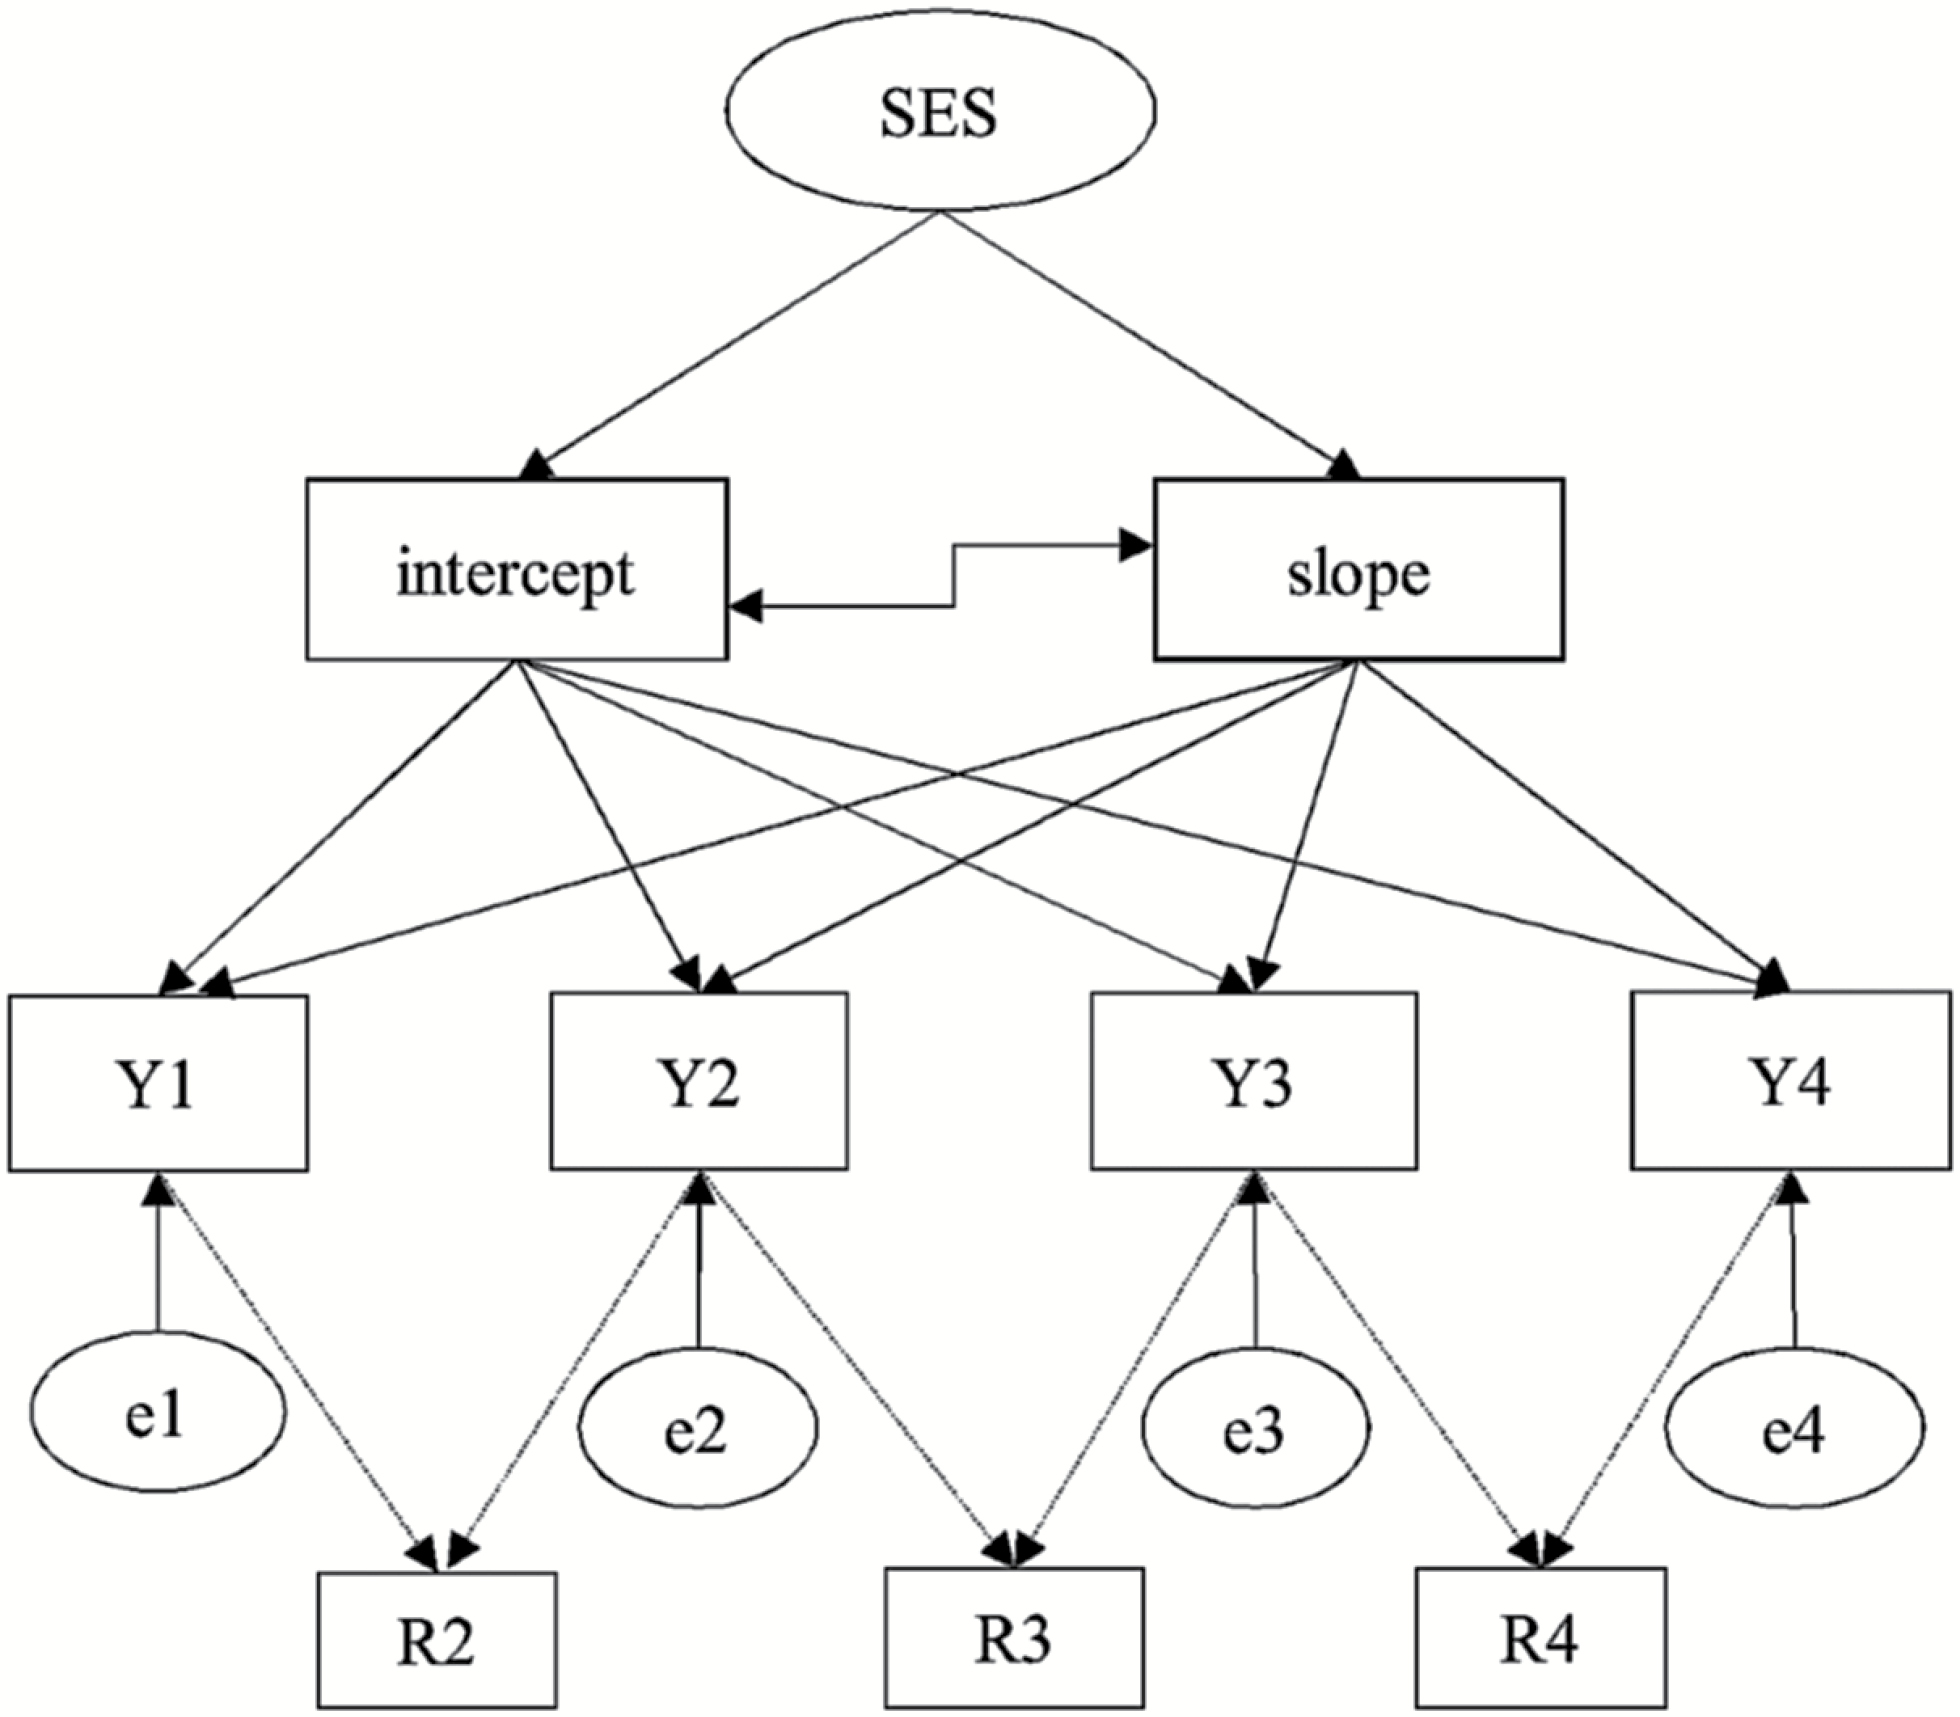 SES
intercept
slope
Y1
Y2
Y3
Y4
e1
e2
e3
e4
R2
R3
R4